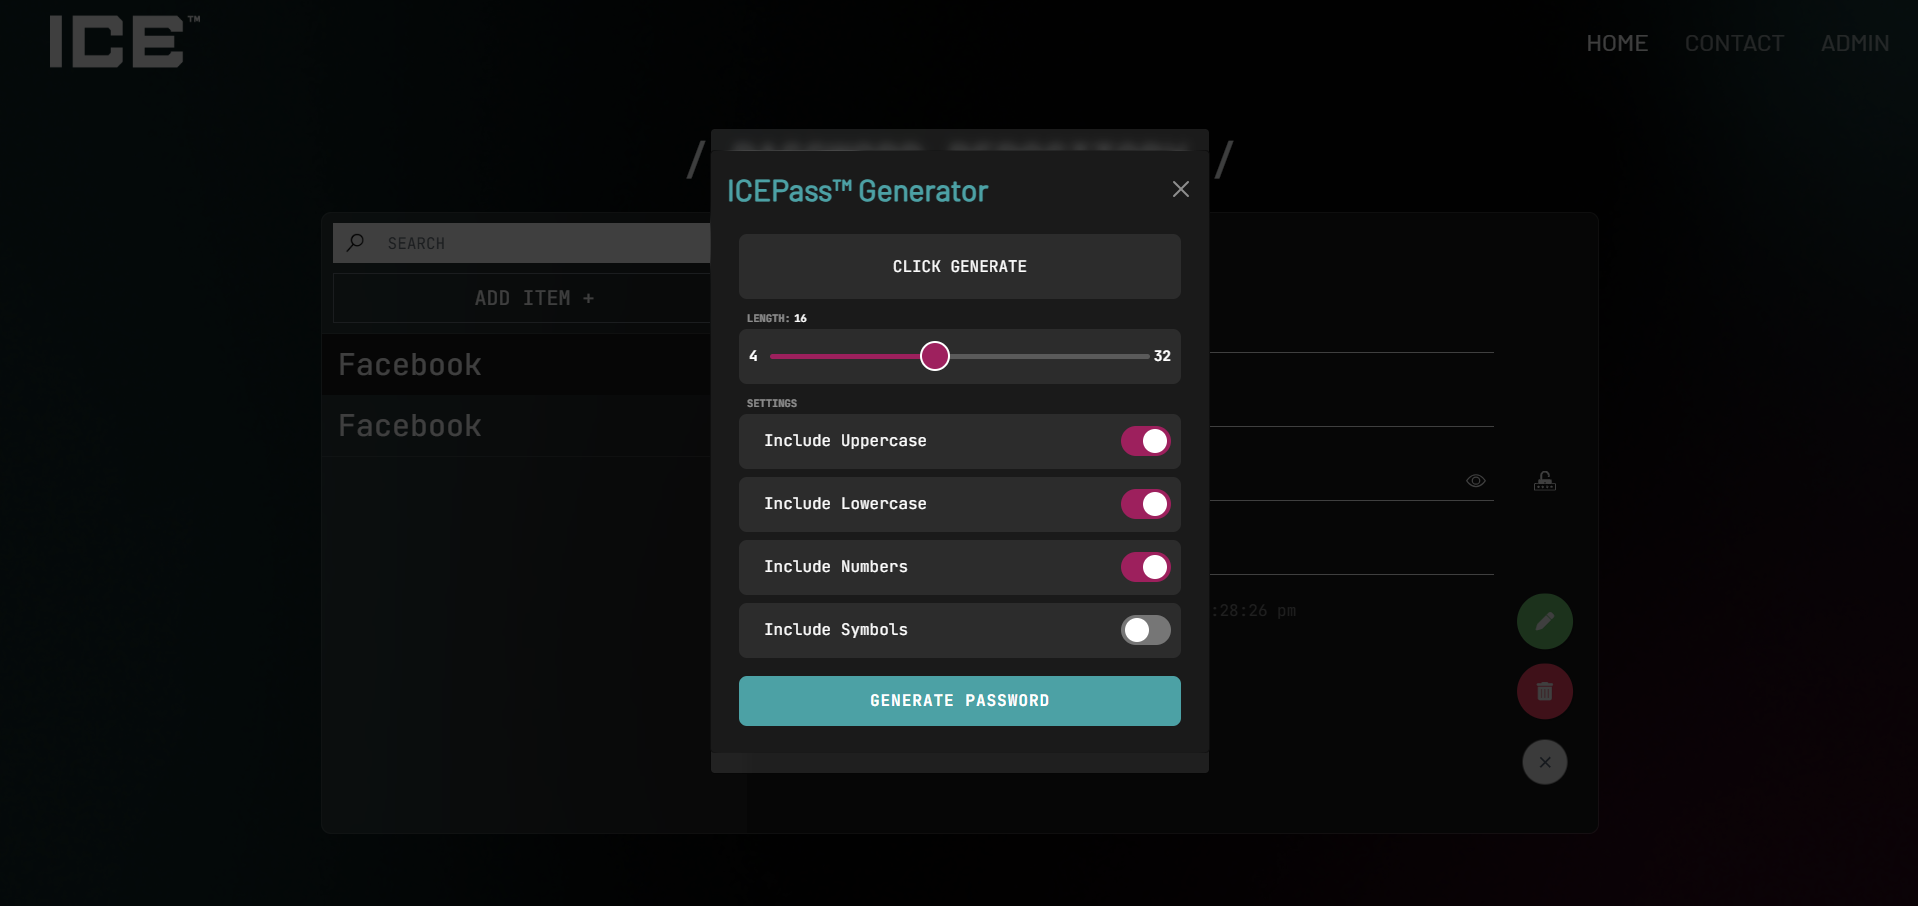 ICE™
HOME CONTACT ADMIN
/ /
ICEPass™ Generator
SEARCH
CLICK GENERATE
ADD ITEM +
LENGTH: 16
4 32
Facebook
SETTINGS
Facebook
Include Uppercase
Include Lowercase
Include Numbers
:28:26 pm
Include Symbols
GENERATE PASSWORD